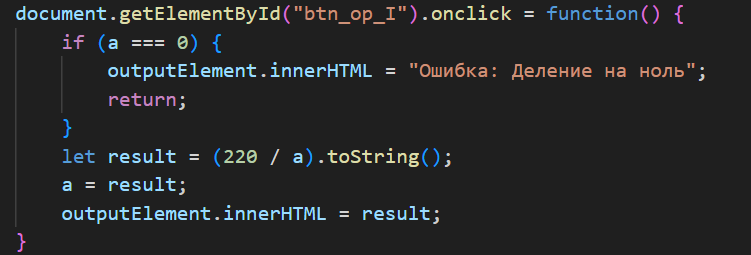 document.getElementById("btn_op_I").onclick = function() {
    if (a === 0) {
        outputElement.innerHTML = "Ошибка: Деление на ноль";
        return;
    }
    let result = (220 / a).toString();
    a = result;
    outputElement.innerHTML = result;
}